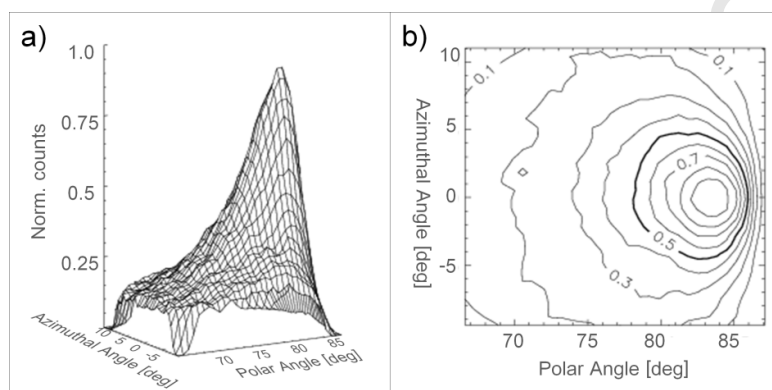 a)
1.0
0.75
0.5
0.25
Norm. counts
10 5 0 -5
Azimuthal Angle [deg]
70 75 80 85
Polar Angle [deg]
b)
10
5
0
-5
Azimuthal Angle [deg]
0.1
0.1
0.7
0.5
0.3
70 75 80 85
Polar Angle [deg]